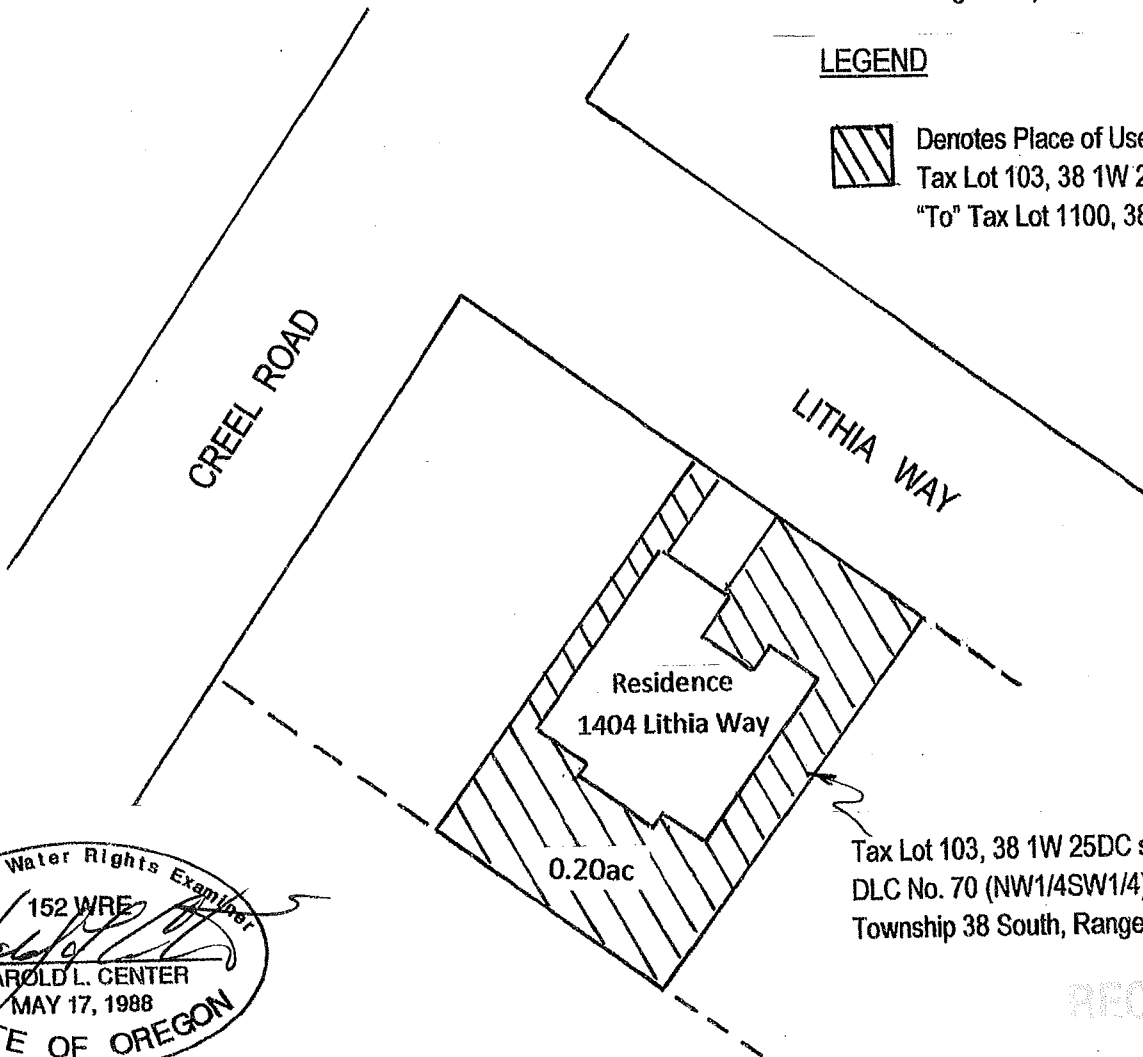 LEGEND
Denotes Place of Use
Tax Lot 103, 38 1W 2
"To" Tax Lot 1100, 38
CREEL ROAD
LITHIA WAY
Residence
1404 Lithia Way
0.20ac
Tax Lot 103, 38 1W 25DC
DLC No. 70 (NW1/4SW1/4)
Township 38 South, Range
Water Rights Examiner
152 WRE
AROLD L. CENTER
MAY 17, 1988
E OF OREGON
REC